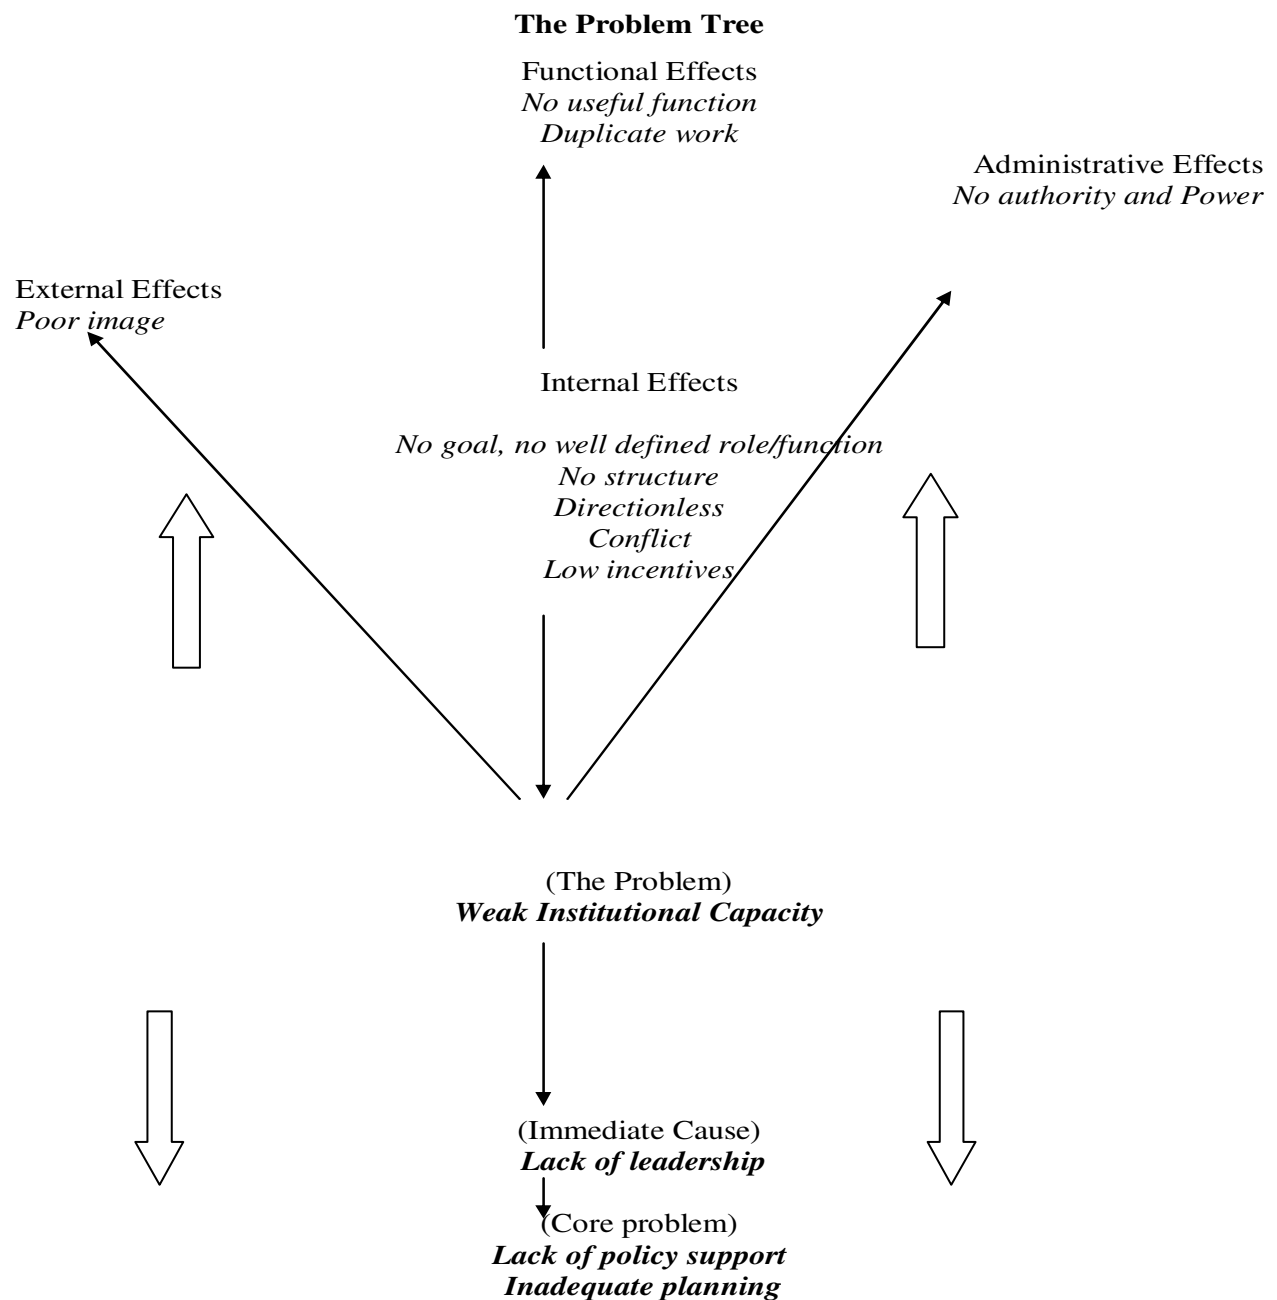 The Problem Tree
Functional Effects
No useful function
Duplicate work
Administrative Effects
No authority and Power
External Effects
Poor image
Internal Effects
No goal, no well defined role/function
No structure
Directionless
Conflict
Low incentives
(The Problem)
Weak Institutional Capacity
(Immediate Cause)
Lack of leadership
(Core problem)
Lack of policy support
Inadequate planning